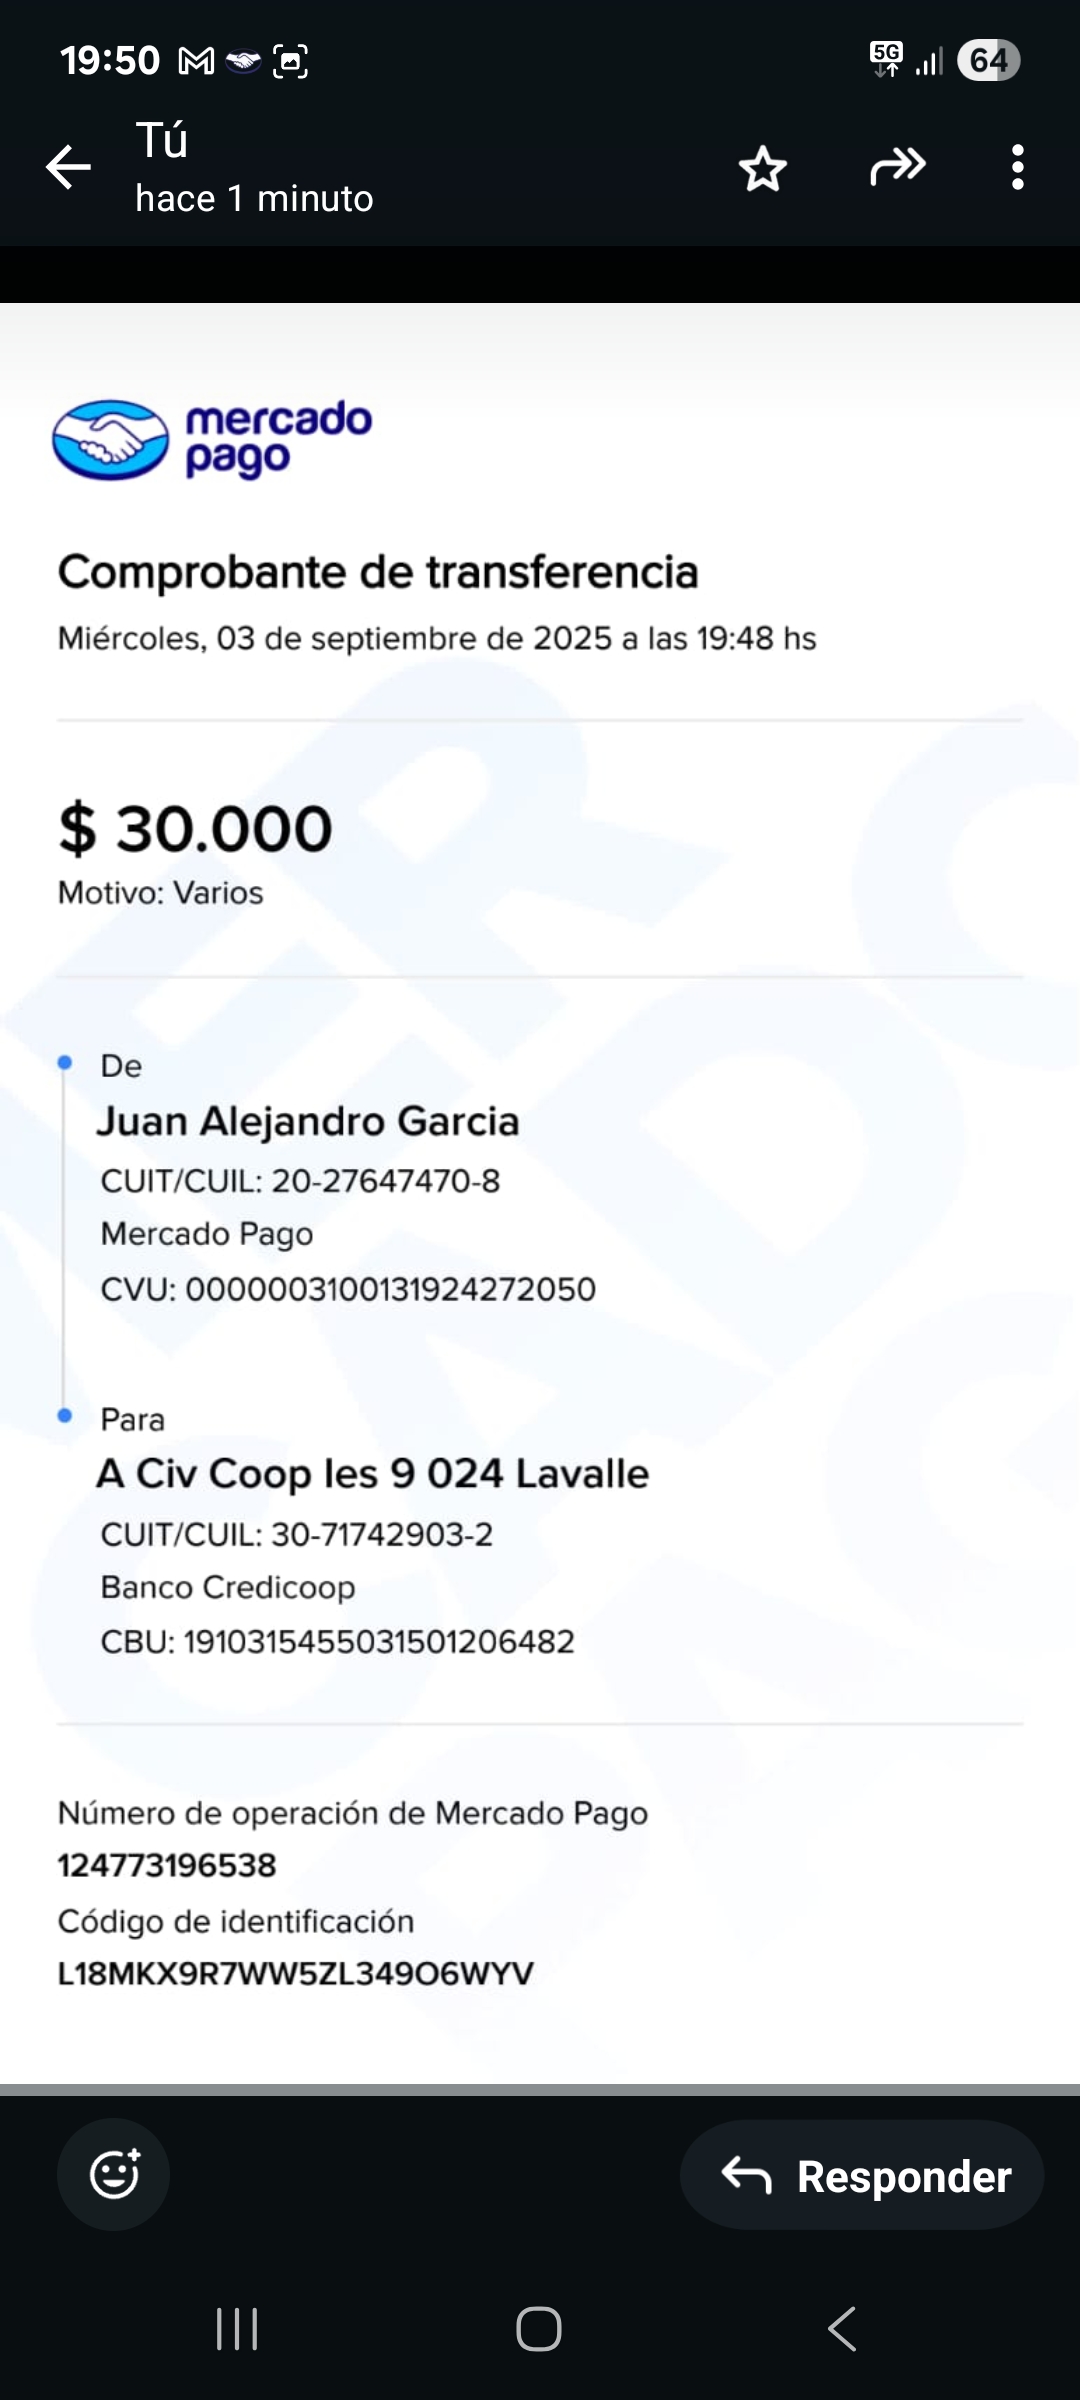 19:50
5G
64
Tú
hace 1 minuto
mercado
pago
Comprobante de transferencia
Miércoles, 03 de septiembre de 2025 a las 19:48 hs
$ 30.000
Motivo: Varios
De
Juan Alejandro Garcia
CUIT/CUIL: 20-27647470-8
Mercado Pago
CVU: 0000003100131924272050
Para
A Civ Coop Ies 9 024 Lavalle
CUIT/CUIL: 30-71742903-2
Banco Credicoop
CBU: 1910315455031501206482
Número de operación de Mercado Pago
124773196538
Código de identificación
L18MKX9R7WW5ZL349O6WYV
Responder